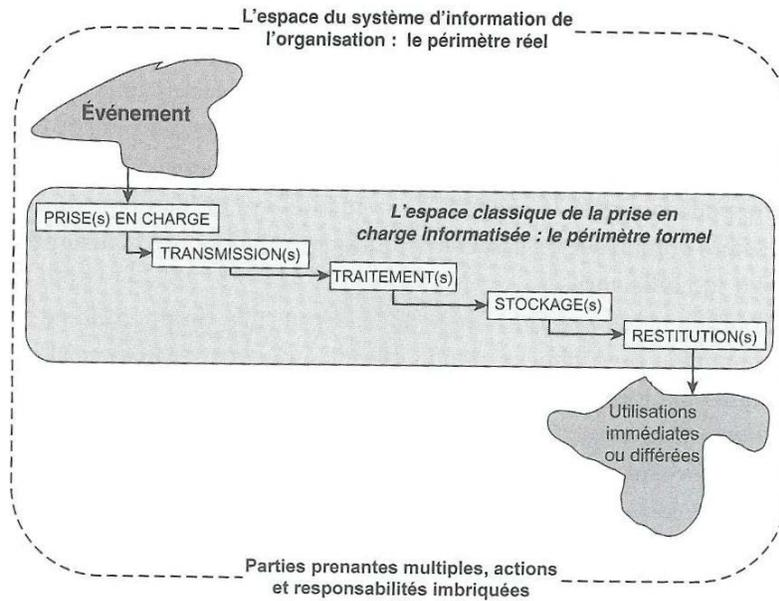 L'espace du système d'information de
l'organisation : le périmètre réel
Événement
PRISE(s) EN CHARGE
L'espace classique de la prise en
charge informatisée : le périmètre formel
TRANSMISSION(s)
TRAITEMENT(s)
STOCKAGE(s)
RESTITUTION(s)
Utilisations
immédiates
ou différées
Parties prenantes multiples, actions
et responsabilités imbriquées